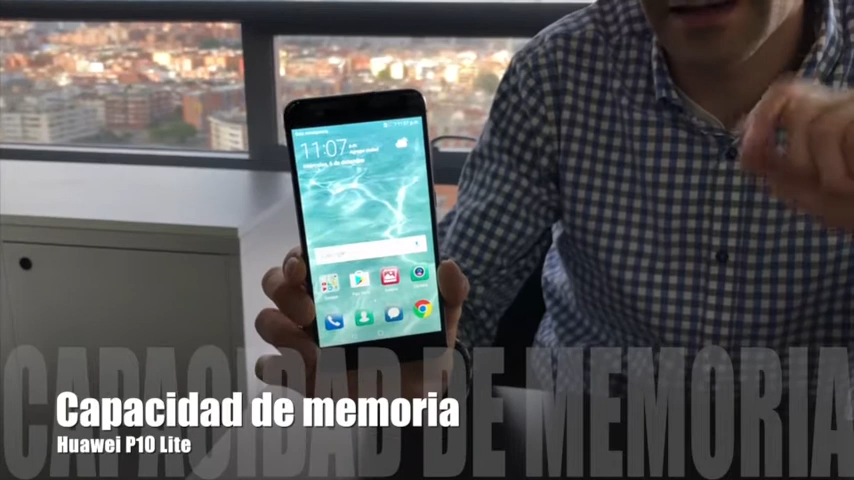 11:07
Google
CAPACIDAD DE MEMORIA
Capacidad de memoria
Huawei P10 Lite